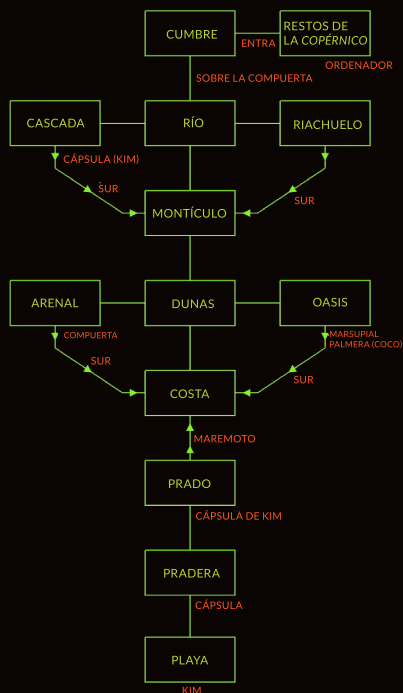 CUMBRE
ENTRA
RESTOS DE
LA COPÉRNICO
ORDENADOR
SOBRE LA COMPUERTA
CASCADA
RÍO
RIACHUELO
CÁPSULA (KIM)
SUR
SUR
MONTÍCULO
ARENAL
DUNAS
OASIS
COMPUERTA
MARSUPIAL
PALMERA (COCO)
SUR
SUR
COSTA
MAREMOTO
PRADO
CÁPSULA DE KIM
PRADERA
CÁPSULA
PLAYA
KIM